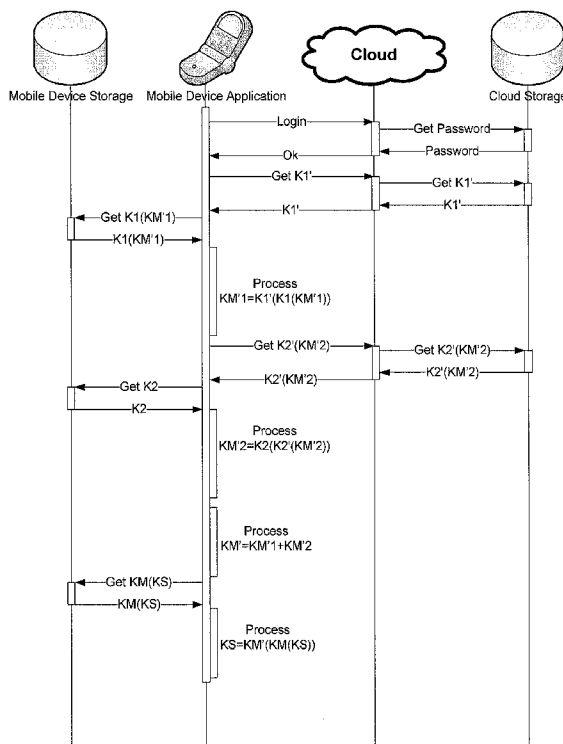 Cloud
Mobile Device Storage
Mobile Device Application
Cloud Storage
Login
Get Password
Password
Ok
Get K1'
Get K1'
K1'
K1'
Get K1(KM'1)
K1(KM'1)
Process
KM'1=K1'(K1(KM'1))
Get K2'(KM'2)
Get K2'(KM'2)
K2'(KM'2)
K2'(KM'2)
Get K2
K2
Process
KM'2=K2(K2'(KM'2))
Process
KM'=KM'1+KM'2
Get KM(KS)
KM(KS)
Process
KS=KM'(KM(KS))